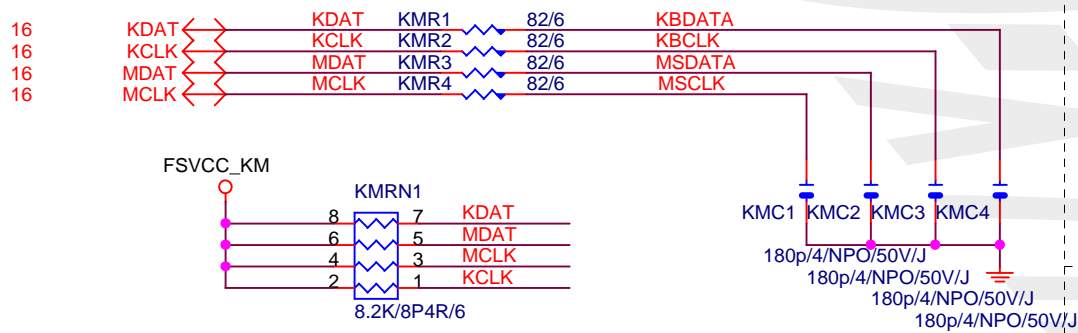 16 KDAT KDAT KMR1 82/6 KBDATA
16 KCLK KCLK KMR2 82/6 KBCLK
16 MDAT MDAT KMR3 82/6 MSDATA
16 MCLK MCLK KMR4 82/6 MSCLK
FSVCC_KM
KMRN1
8 7 KDAT
6 5 MDAT
4 3 MCLK
2 1 KCLK
8.2K/8P4R/6
KMC1 KMC2 KMC3 KMC4
180p/4/NPO/50V/J
180p/4/NPO/50V/J
180p/4/NPO/50V/J
180p/4/NPO/50V/J